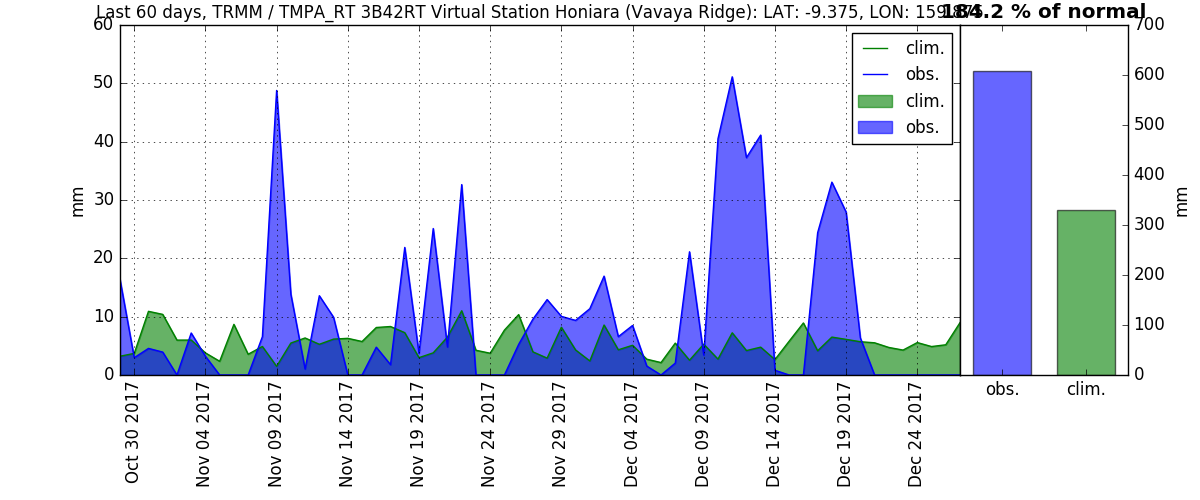 Last 60 days, TRMM / TMPA_RT 3B42RT Virtual Station Honiara (Vavaya Ridge): LAT: -9.375, LON:
184.2 % of normal
60
50
40
30
20
10
0
mm
clim.
obs.
clim.
obs.
Oct 30 2017
Nov 04 2017
Nov 09 2017
Nov 14 2017
Nov 19 2017
Nov 24 2017
Nov 29 2017
Dec 04 2017
Dec 09 2017
Dec 14 2017
Dec 19 2017
Dec 24 2017
700
600
500
400
300
200
100
0
mm
obs. clim.